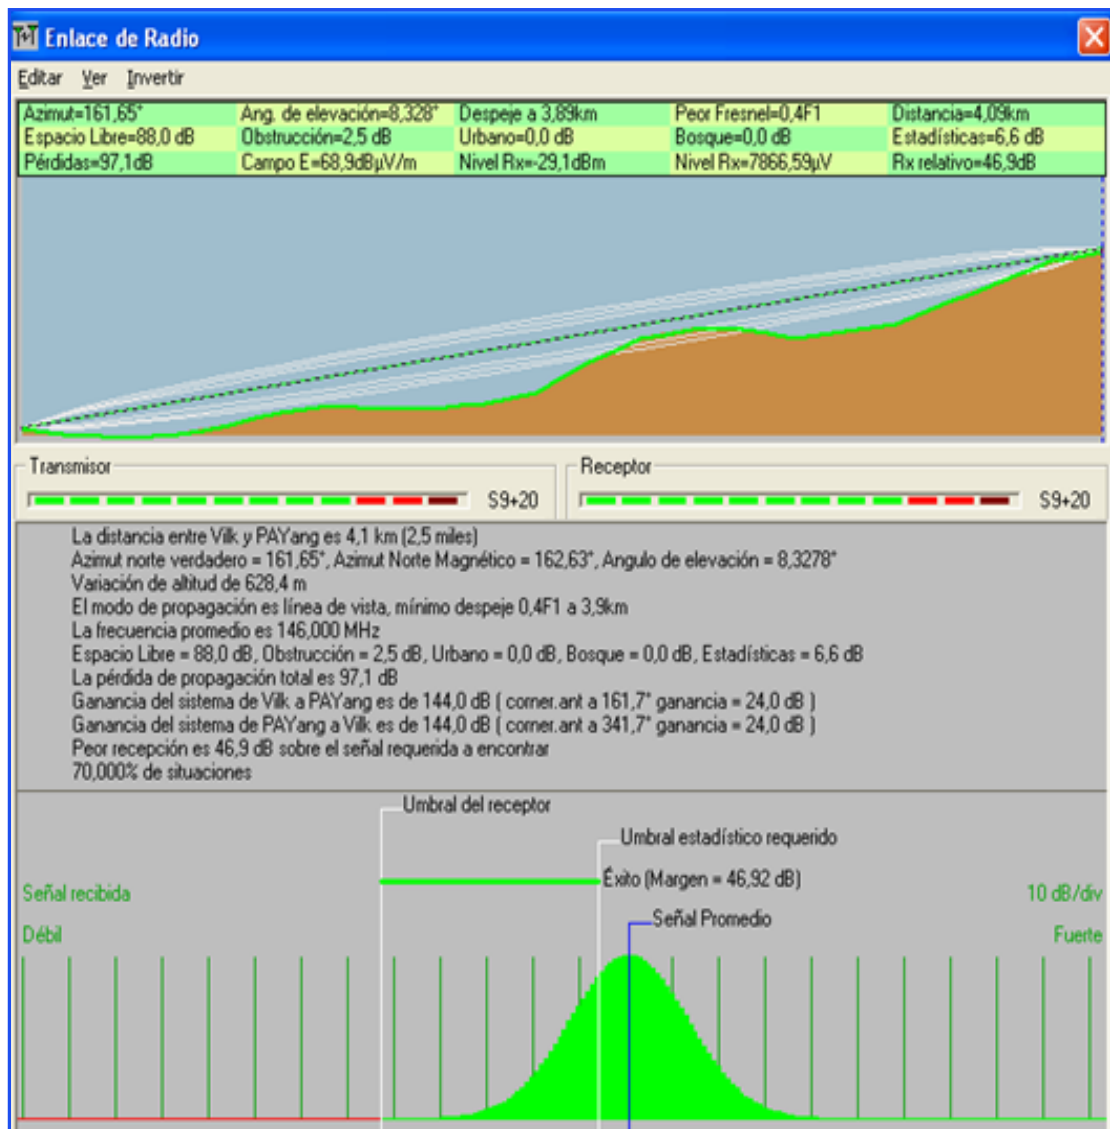 Enlace de Radio
Editar Ver Invertir
Azimut=161,65° Ang. de elevación=8,328° Despeje a 3,89km Peor Fresnel=0,4F1 Distancia=4,09km
Espacio Libre=88,0 dB Obstrucción=2,5 dB Urbano=0,0 dB Bosque=0,0 dB Estadísticas=6,6 dB
Pérdidas=97,1dB Campo E=68,9dBµV/m Nivel Rx=-29,1dBm Nivel Rx=7866,59µV Rx relativo=46,9dB
Transmisor Receptor
S9+20 S9+20
La distancia entre Vilk y PAYang es 4,1 km (2,5 miles)
Azimut norte verdadero = 161,65°, Azimut Norte Magnético = 162,63°, Angulo de elevación = 8,3278°
Variación de altitud de 628,4 m
El modo de propagación es línea de vista, mínimo despeje 0,4F1 a 3,9km
La frecuencia promedio es 146,000 MHz
Espacio Libre = 88,0 dB, Obstrucción = 2,5 dB, Urbano = 0,0 dB, Bosque = 0,0 dB, Estadísticas = 6,6 dB
La pérdida de propagación total es 97,1 dB
Ganancia del sistema de Vilk a PAYang es de 144,0 dB ( corner.ant a 161,7° ganancia = 24,0 dB )
Ganancia del sistema de PAYang a Vilk es de 144,0 dB ( corner.ant a 341,7° ganancia = 24,0 dB )
Peor recepción es 46,9 dB sobre el señal requerida a encontrar
70,000% de situaciones
Umbral del receptor
Umbral estadístico requerido
Éxito (Margen = 46,92 dB)
Señal recibida 10 dB/div
Señal Promedio
Débil Fuerte